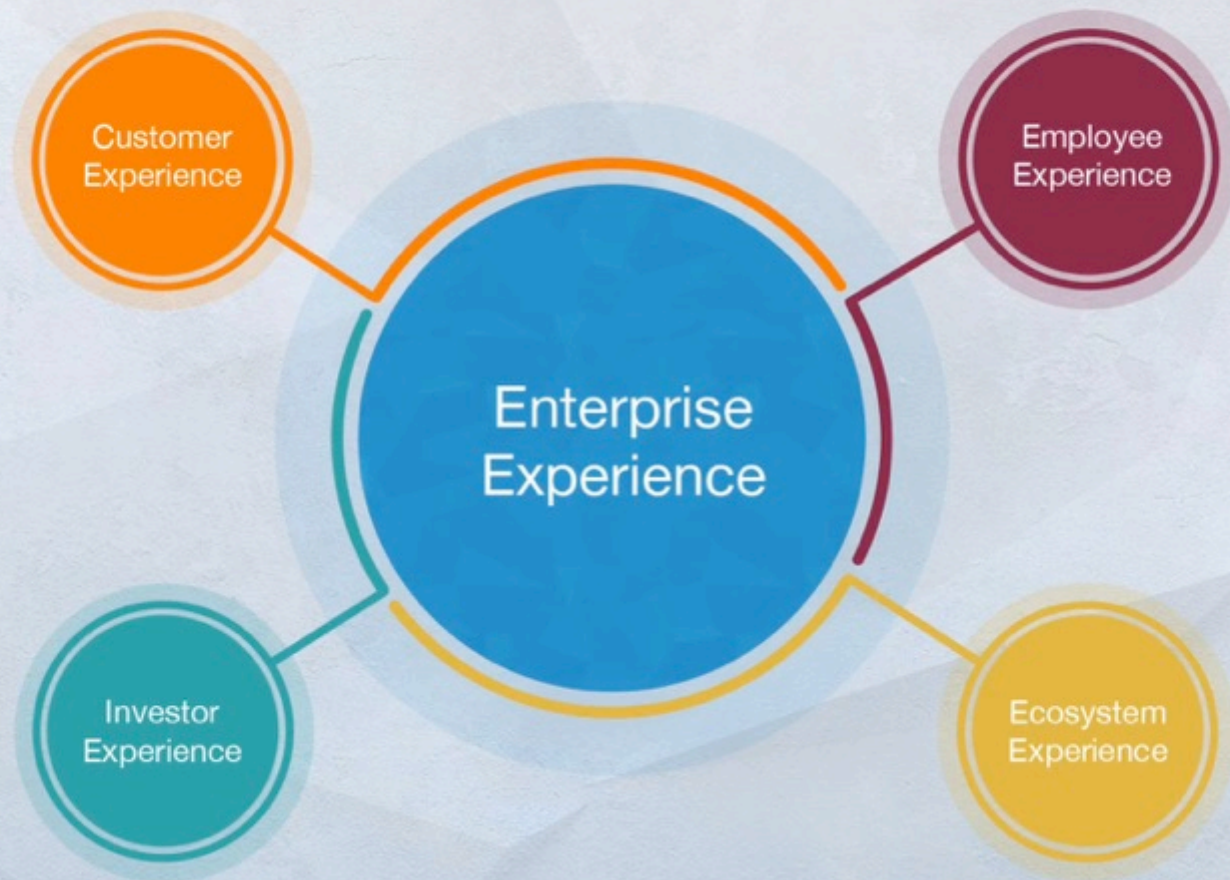 Customer
Experience
Employee
Experience
Enterprise
Experience
Investor
Experience
Ecosystem
Experience